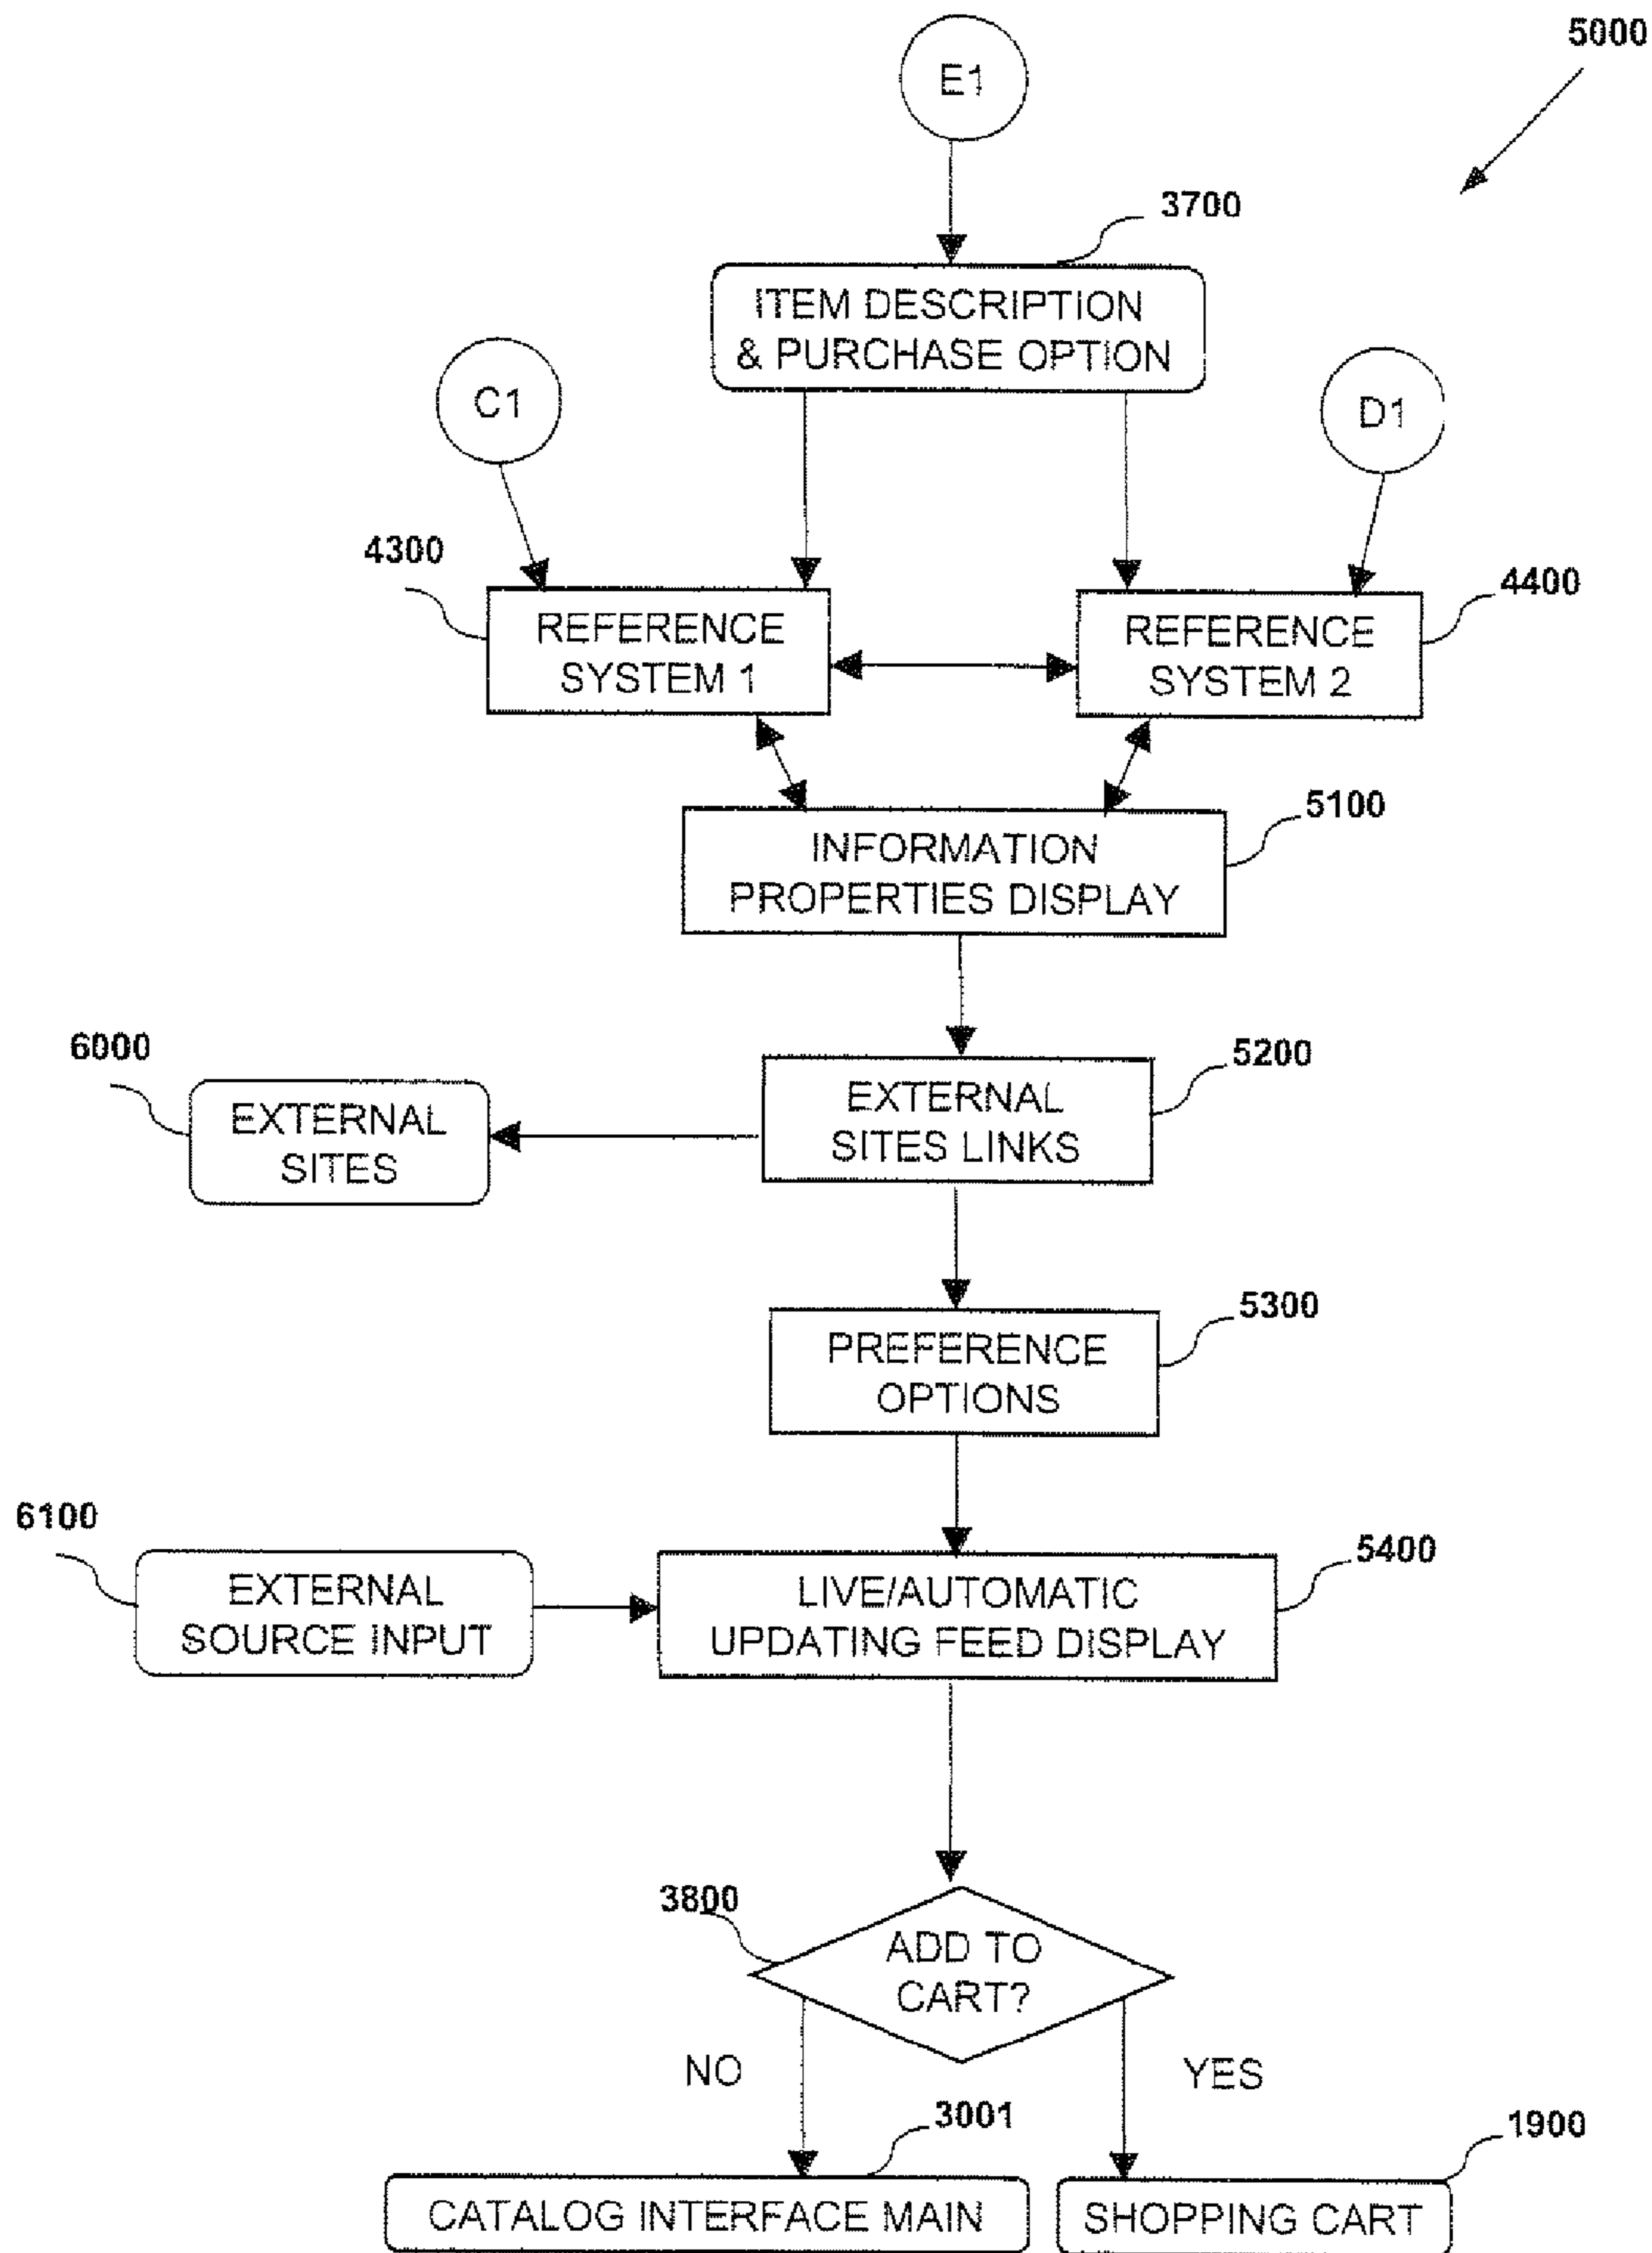 5000
E1
3700
ITEM DESCRIPTION
& PURCHASE OPTION
C1
D1
4300
4400
REFERENCE
SYSTEM 1
REFERENCE
SYSTEM 2
5100
INFORMATION
PROPERTIES DISPLAY
6000
5200
EXTERNAL
SITES
EXTERNAL
SITES LINKS
5300
PREFERENCE
OPTIONS
6100
5400
EXTERNAL
SOURCE INPUT
LIVE/AUTOMATIC
UPDATING FEED DISPLAY
3800
ADD TO
CART?
NO
YES
3001
1900
CATALOG INTERFACE MAIN
SHOPPING CART